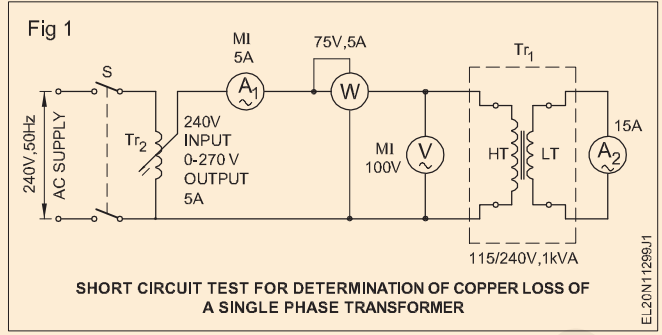 Fig 1
MI
5A
75V,5A
Tr1
S
A1
W
240V,50Hz
AC SUPPLY
Tr2
240V
INPUT
0-270 V
OUTPUT
5A
MI
100V
V
HT
LT
15A
A2
115/240V,1kVA
SHORT CIRCUIT TEST FOR DETERMINATION OF COPPER LOSS OF
A SINGLE PHASE TRANSFORMER
EL20N11299J1